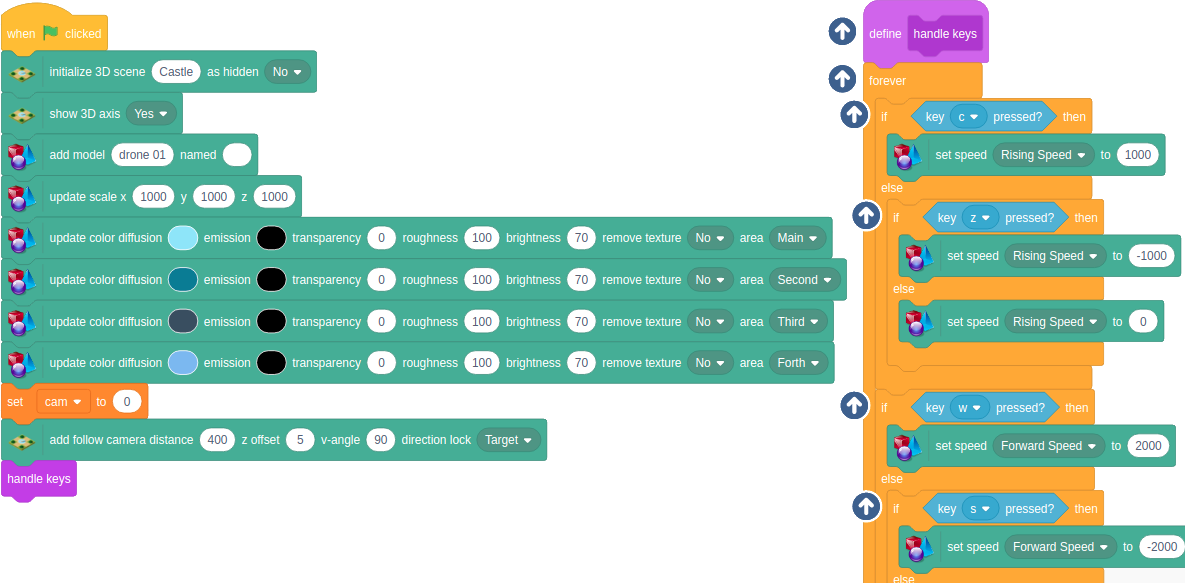 when clicked
initialize 3D scene Castle as hidden No
show 3D axis Yes
add model drone 01 named
update scale x 1000 y 1000 z 1000
update color diffusion emission transparency 0 roughness 100 brightness 70 remove texture No area Main
update color diffusion emission transparency 0 roughness 100 brightness 70 remove texture No area Second
update color diffusion emission transparency 0 roughness 100 brightness 70 remove texture No area Third
update color diffusion emission transparency 0 roughness 100 brightness 70 remove texture No area Forth
set cam to 0
add follow camera distance 400 z offset 5 v-angle 90 direction lock Target
handle keys
define handle keys
forever
if key c pressed? then
set speed Rising Speed to 1000
else
if key z pressed? then
set speed Rising Speed to -1000
else
set speed Rising Speed to 0
if key w pressed? then
set speed Forward Speed to 2000
else
if key s pressed? then
set speed Forward Speed to -2000
else